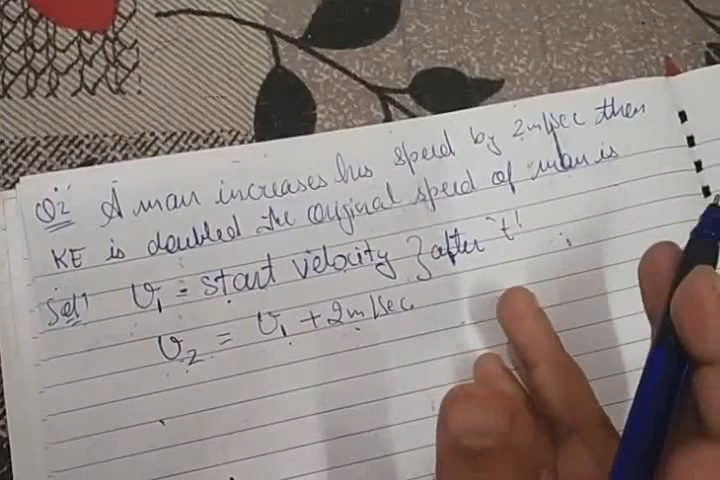 Q2 A man increases his speed by 2m/sec then
KE is doubled the original speed of man is
Solⁿ v₁ = start velocity } after 't'
v₂ = v₁ + 2m/sec